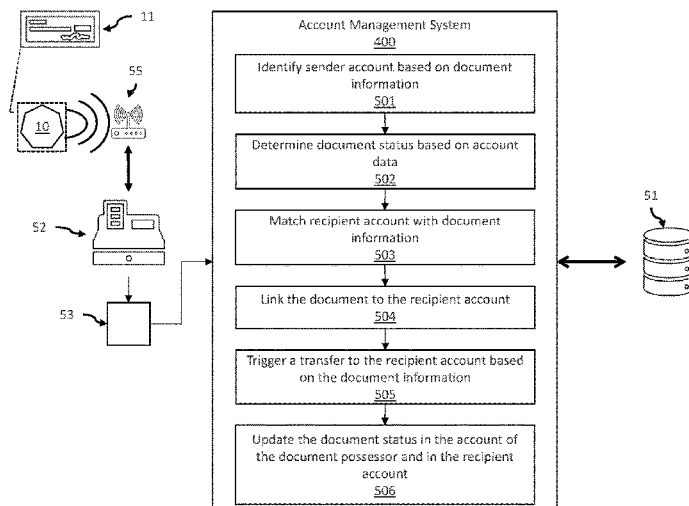 11
55
10
52
53
Account Management System
400
Identify sender account based on document
information
501
Determine document status based on account
data
502
Match recipient account with document
information
503
Link the document to the recipient account
504
Trigger a transfer to the recipient account based
on the document information
505
Update the document status in the account of
the document possessor and in the recipient
account
506
51